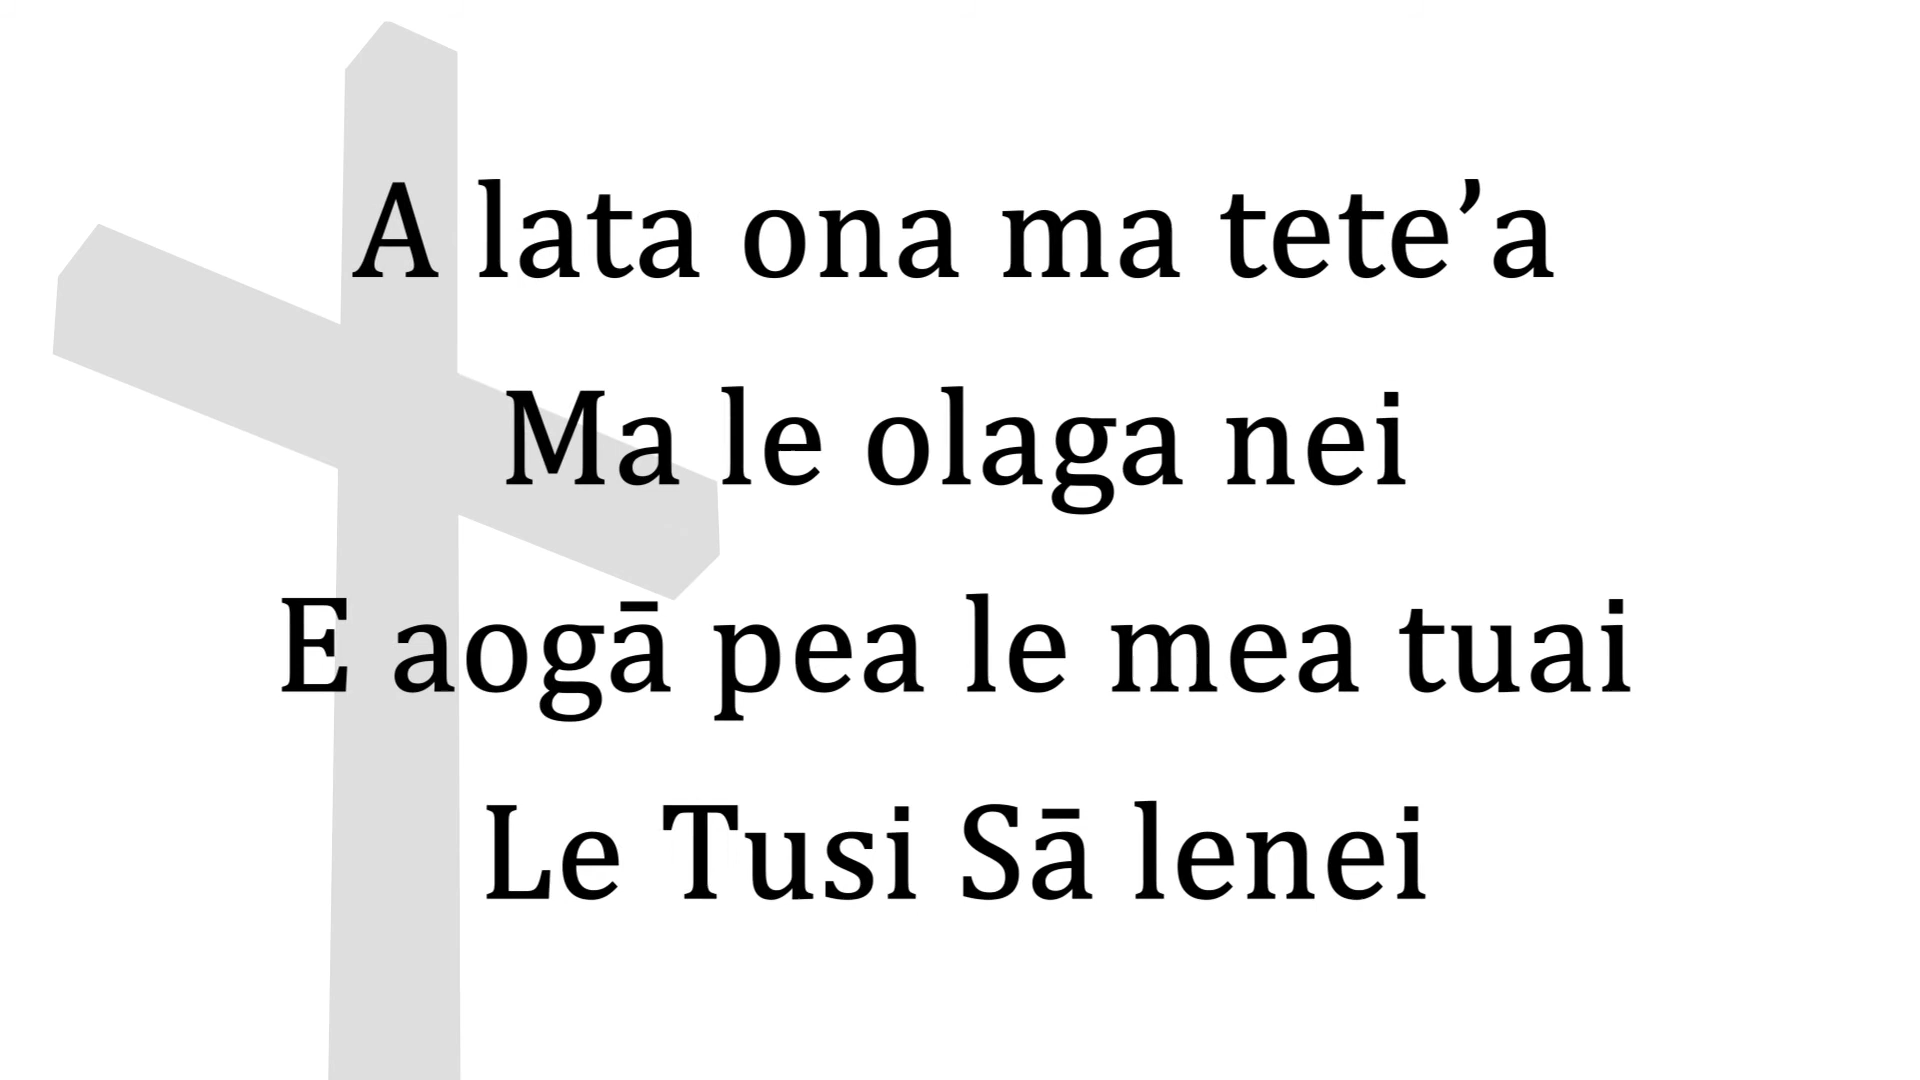 A lata ona ma tete’a
Ma le olaga nei
E aogā pea le mea tuai
Le Tusi Sā lenei